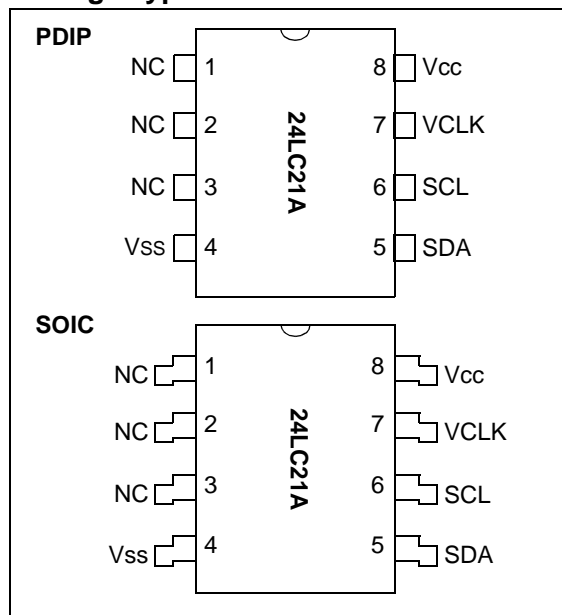 PDIP
NC 1 8 Vcc
NC 2 7 VCLK
NC 3 6 SCL
Vss 4 5 SDA
24LC21A
SOIC
NC 1 8 Vcc
NC 2 7 VCLK
NC 3 6 SCL
Vss 4 5 SDA
24LC21A